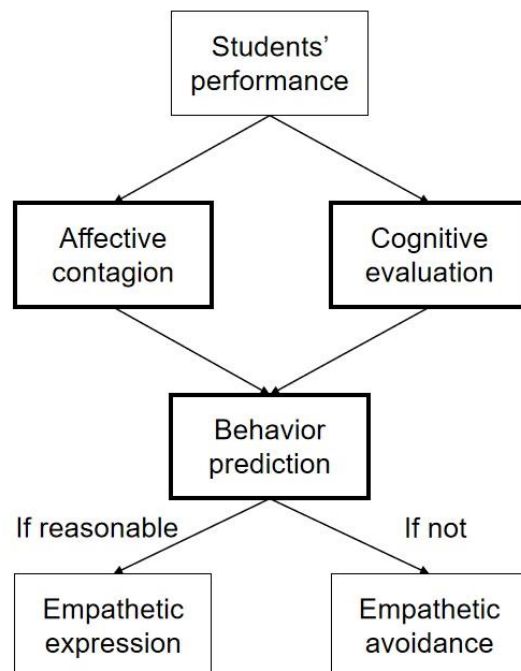 Students’
performance
Affective
contagion
Cognitive
evaluation
Behavior
prediction
If reasonable
If not
Empathetic
expression
Empathetic
avoidance